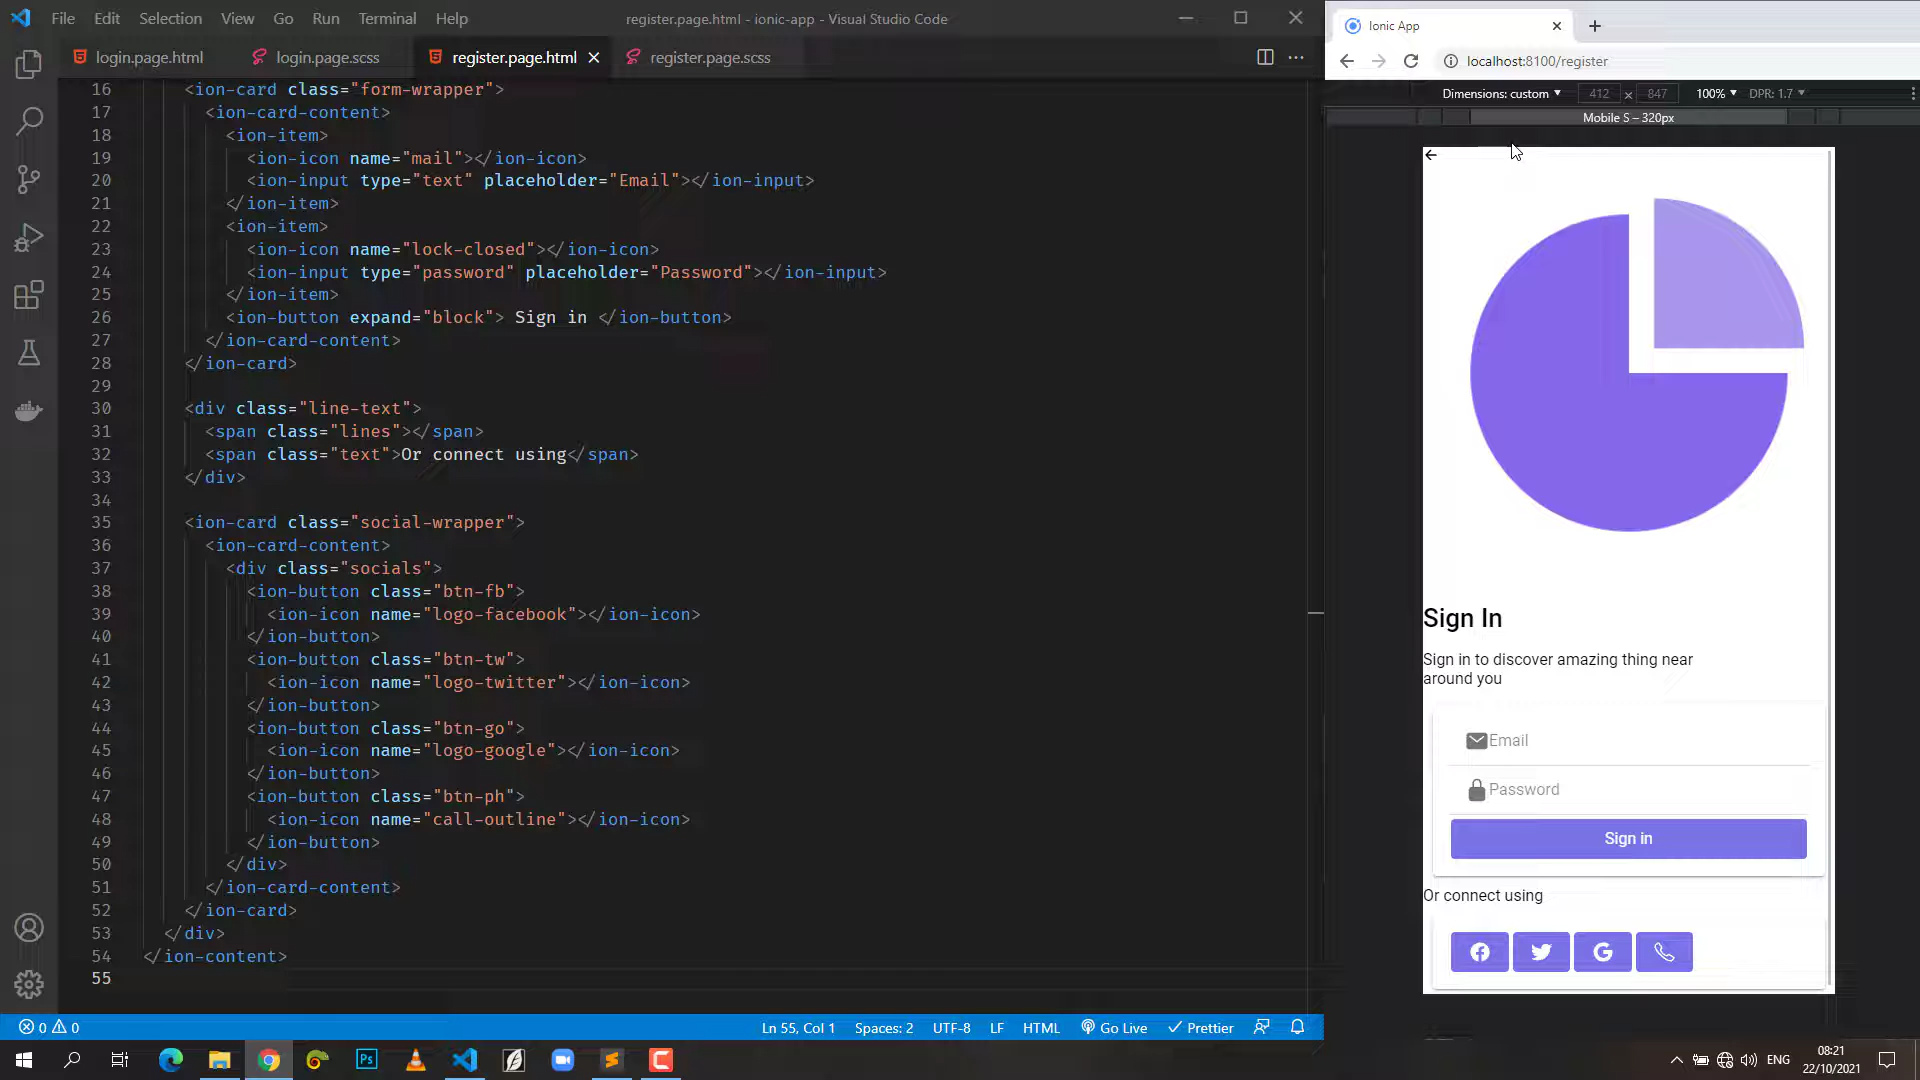 File Edit Selection View Go Run Terminal Help
register.page.html - ionic-app - Visual Studio Code
login.page.html login.page.scss register.page.html register.page.scss
16 <ion-card class="form-wrapper">
17 <ion-card-content>
18 <ion-item>
19 <ion-icon name="mail"></ion-icon>
20 <ion-input type="text" placeholder="Email"></ion-input>
21 </ion-item>
22 <ion-item>
23 <ion-icon name="lock-closed"></ion-icon>
24 <ion-input type="password" placeholder="Password"></ion-input>
25 </ion-item>
26 <ion-button expand="block"> Sign in </ion-button>
27 </ion-card-content>
28 </ion-card>
29
30 <div class="line-text">
31 <span class="lines"></span>
32 <span class="text">Or connect using</span>
33 </div>
34
35 <ion-card class="social-wrapper">
36 <ion-card-content>
37 <div class="socials">
38 <ion-button class="btn-fb">
39 <ion-icon name="logo-facebook"></ion-icon>
40 </ion-button>
41 <ion-button class="btn-tw">
42 <ion-icon name="logo-twitter"></ion-icon>
43 </ion-button>
44 <ion-button class="btn-go">
45 <ion-icon name="logo-google"></ion-icon>
46 </ion-button>
47 <ion-button class="btn-ph">
48 <ion-icon name="call-outline"></ion-icon>
49 </ion-button>
50 </div>
51 </ion-card-content>
52 </ion-card>
53 </div>
54 </ion-content>
55
0 0 Ln 55, Col 1 Spaces: 2 UTF-8 LF HTML Go Live Prettier
Ionic App
localhost:8100/register
Dimensions: custom 412 x 847 100% DPR: 1.7
Mobile S – 320px
Sign In
Sign in to discover amazing thing near
around you
Email
Password
Sign in
Or connect using
Ps
ENG
08:21
22/10/2021